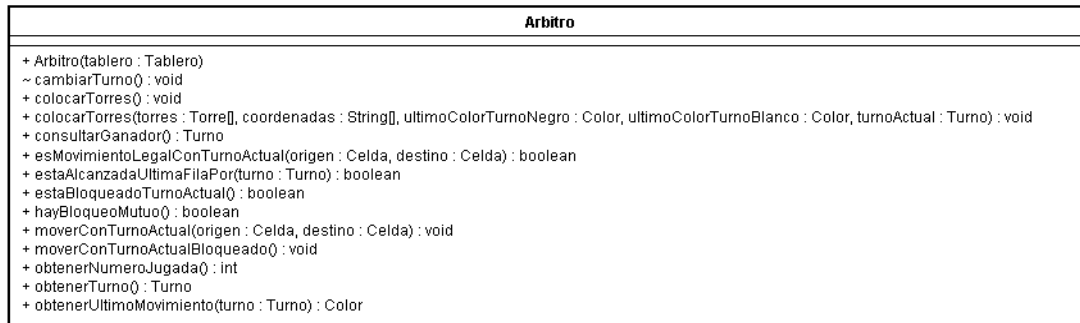 Arbitro
+ Arbitro(tablero : Tablero)
~ cambiarTurno() : void
+ colocarTorres() : void
+ colocarTorres(torres : Torre[], coordenadas : String[], ultimoColorTurnoNegro : Color, ultimoColorTurnoBlanco : Color, turnoActual : Turno) : void
+ consultarGanador() : Turno
+ esMovimientoLegalConTurnoActual(origen : Celda, destino : Celda) : boolean
+ estaAlcanzadaUltimaFilaPor(turno : Turno) : boolean
+ estaBloqueadoTurnoActual() : boolean
+ hayBloqueoMutuo() : boolean
+ moverConTurnoActual(origen : Celda, destino : Celda) : void
+ moverConTurnoActualBloqueado() : void
+ obtenerNumeroJugada() : int
+ obtenerTurno() : Turno
+ obtenerUltimoMovimiento(turno : Turno) : Color